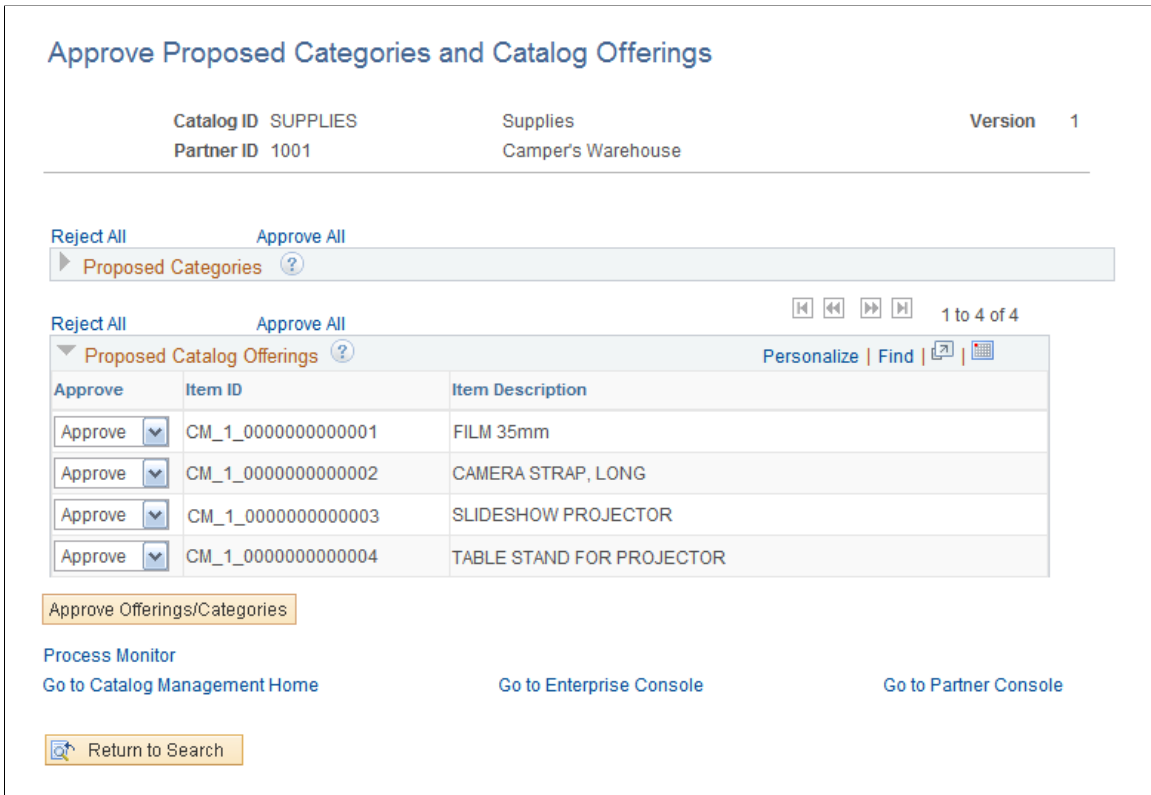 Approve Proposed Categories and Catalog Offerings
Catalog ID SUPPLIES Supplies Version 1
Partner ID 1001 Camper's Warehouse
Reject All Approve All
Proposed Categories ?
Reject All Approve All 1 to 4 of 4
Proposed Catalog Offerings ? Personalize | Find | |
Approve Item ID Item Description
Approve CM_1_0000000000001 FILM 35mm
Approve CM_1_0000000000002 CAMERA STRAP, LONG
Approve CM_1_0000000000003 SLIDESHOW PROJECTOR
Approve CM_1_0000000000004 TABLE STAND FOR PROJECTOR
Approve Offerings/Categories
Process Monitor
Go to Catalog Management Home Go to Enterprise Console Go to Partner Console
Return to Search